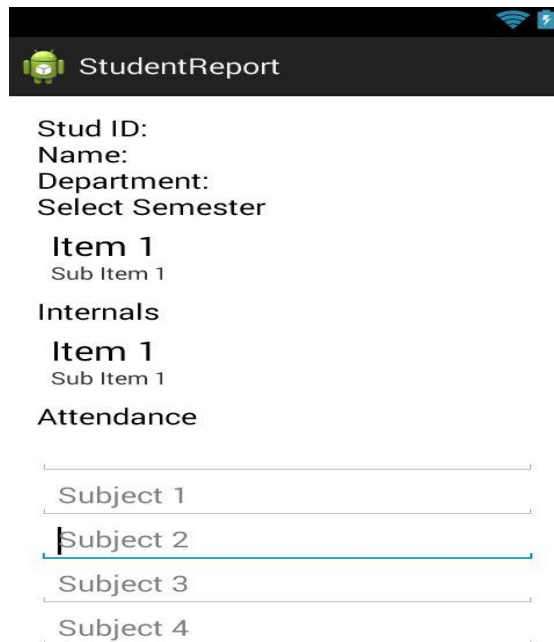 StudentReport
Stud ID:
Name:
Department:
Select Semester
Item 1
Sub Item 1
Internals
Item 1
Sub Item 1
Attendance
Subject 1
Subject 2
Subject 3
Subject 4